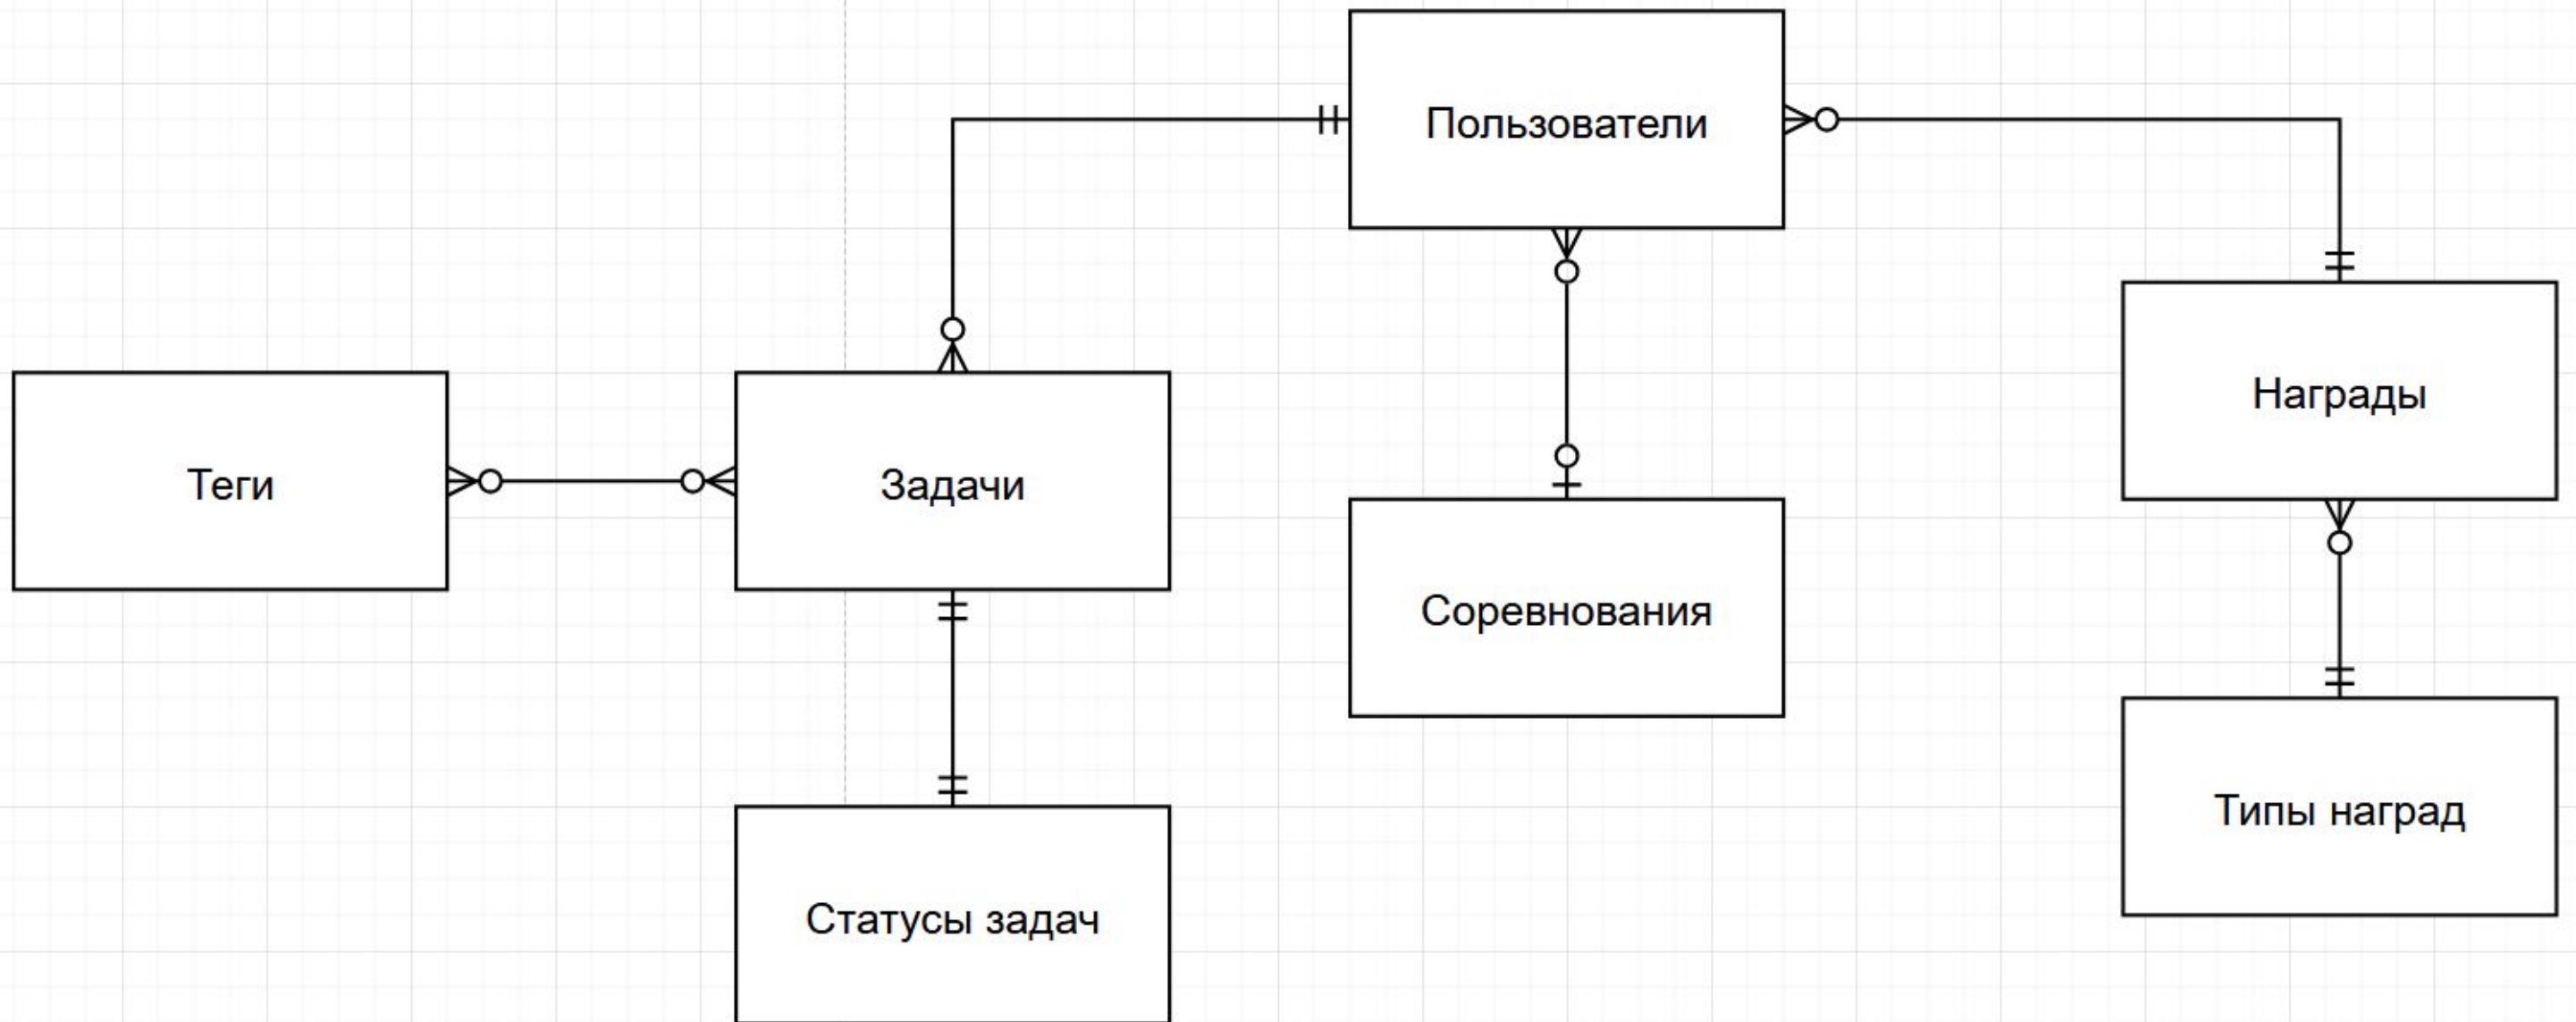 Пользователи
Награды
Теги
Задачи
Соревнования
Типы наград
Статусы задач